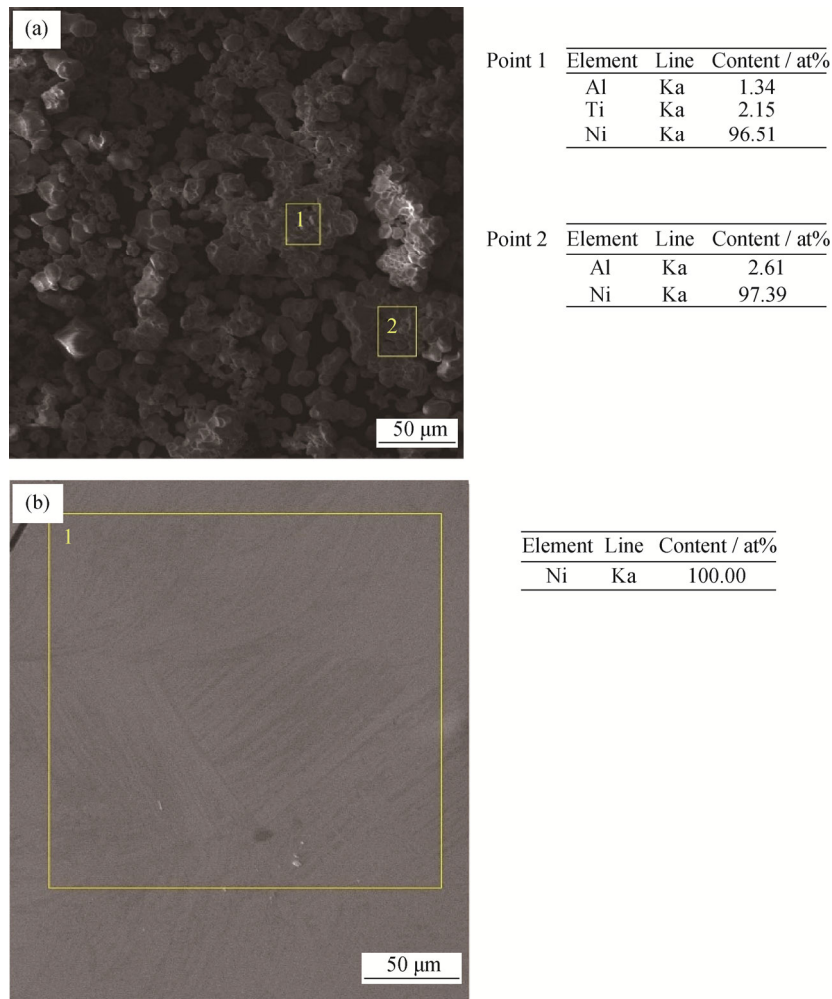 (a)
1
2
50 μm
Point 1
Element Line Content / at%
Al Ka 1.34
Ti Ka 2.15
Ni Ka 96.51
Point 2
Element Line Content / at%
Al Ka 2.61
Ni Ka 97.39
(b)
1
50 μm
Element Line Content / at%
Ni Ka 100.00